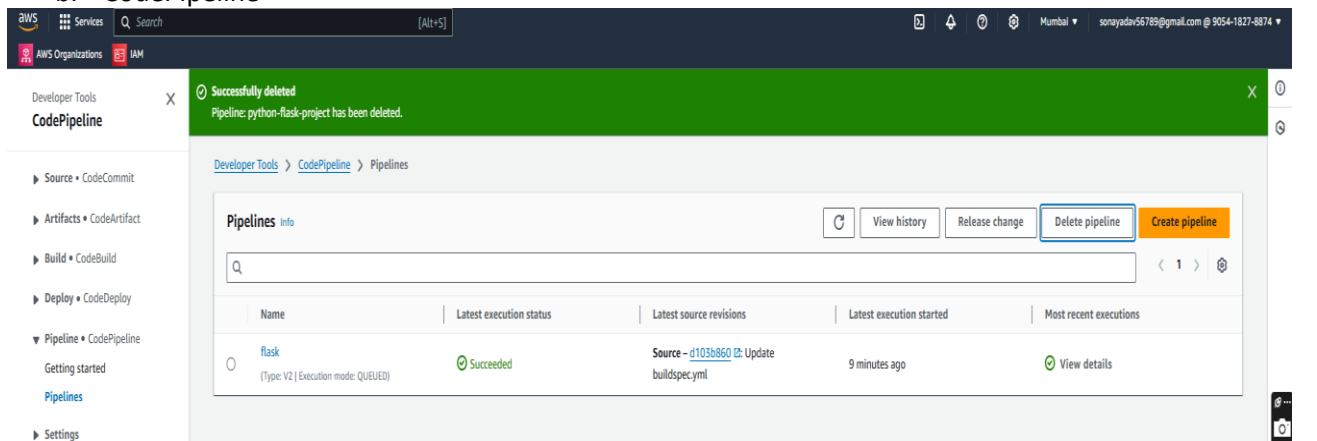 b. CodePipeline
aws Services Search [Alt+S] Mumbai ▼ sonayadav56789@gmail.com @ 9054-1827-8874 ▼
AWS Organizations IAM
Developer Tools X
CodePipeline
Successfully deleted X
Pipeline: python-flask-project has been deleted.
Developer Tools > CodePipeline > Pipelines
Source • CodeCommit
Artifacts • CodeArtifact
Build • CodeBuild
Deploy • CodeDeploy
Pipeline • CodePipeline
Getting started
Pipelines
Settings
Pipelines Info View history Release change Delete pipeline Create pipeline
< 1 >
Name Latest execution status Latest source revisions Latest execution started Most recent executions
flask Succeeded Source – d103b860: Update 9 minutes ago View details
(Type: V2 | Execution mode: QUEUED) buildspec.yml